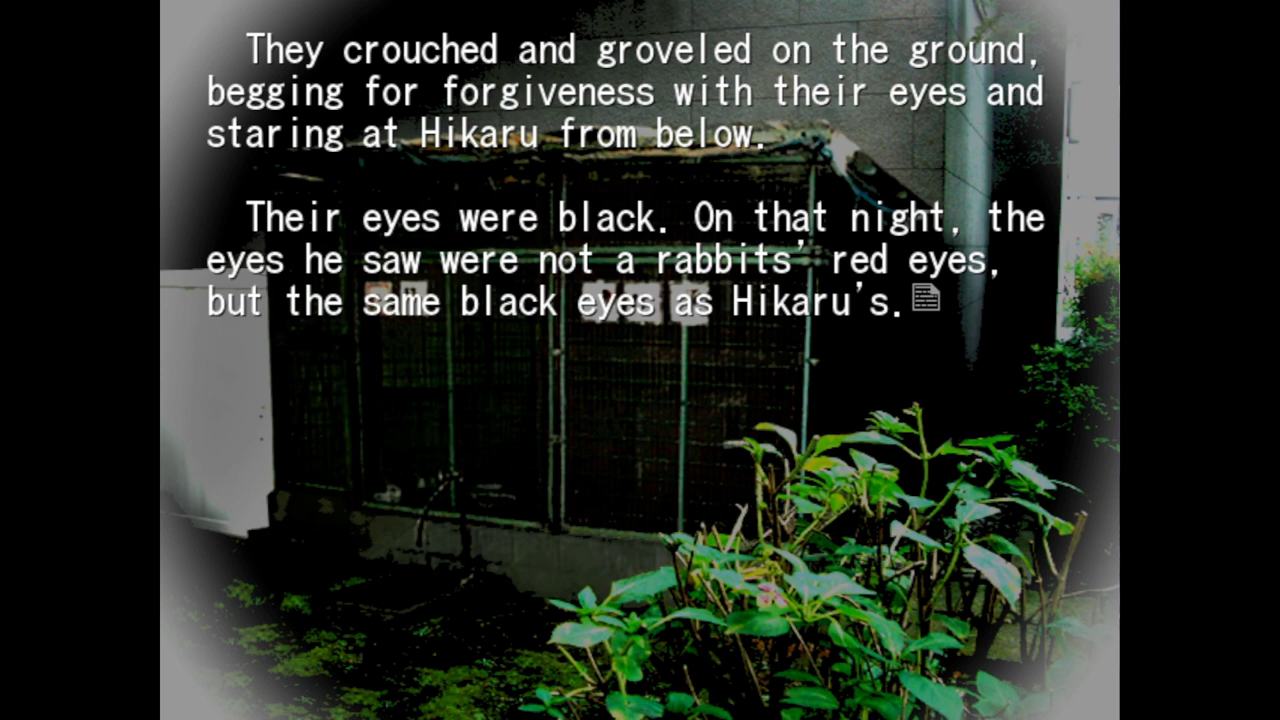 They crouched and groveled on the ground,
begging for forgiveness with their eyes and
staring at Hikaru from below.
Their eyes were black. On that night, the
eyes he saw were not a rabbits' red eyes,
but the same black eyes as Hikaru's.